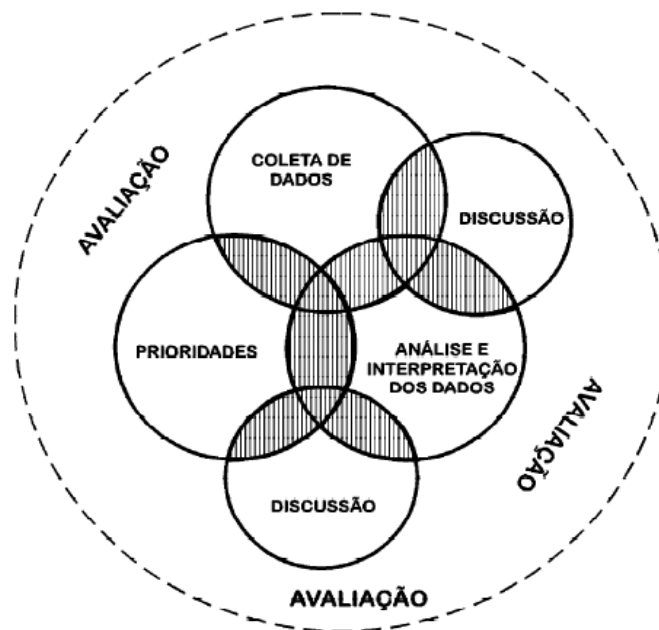 AVALIAÇÃO
COLETA DE
DADOS
DISCUSSÃO
PRIORIDADES
ANÁLISE E
INTERPRETAÇÃO
DOS DADOS
AVALIAÇÃO
DISCUSSÃO
AVALIAÇÃO